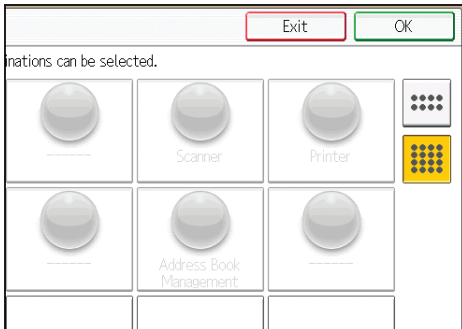 Exit OK
inations can be selected.
------ Scanner Printer
------ Address Book
Management ------